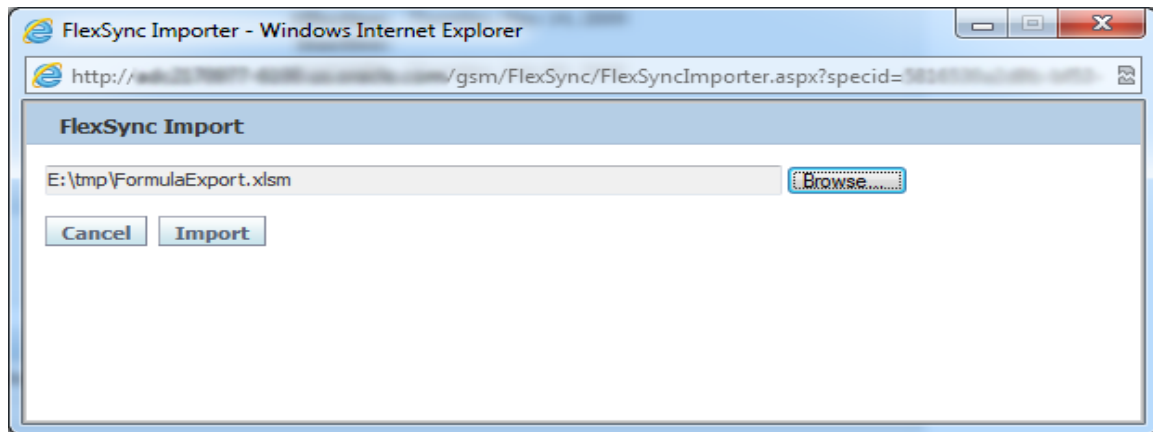 FlexSync Importer - Windows Internet Explorer
http:// /gsm/FlexSync/FlexSyncImporter.aspx?specid=
FlexSync Import
E:\tmp\FormulaExport.xlsm Browse...
Cancel Import